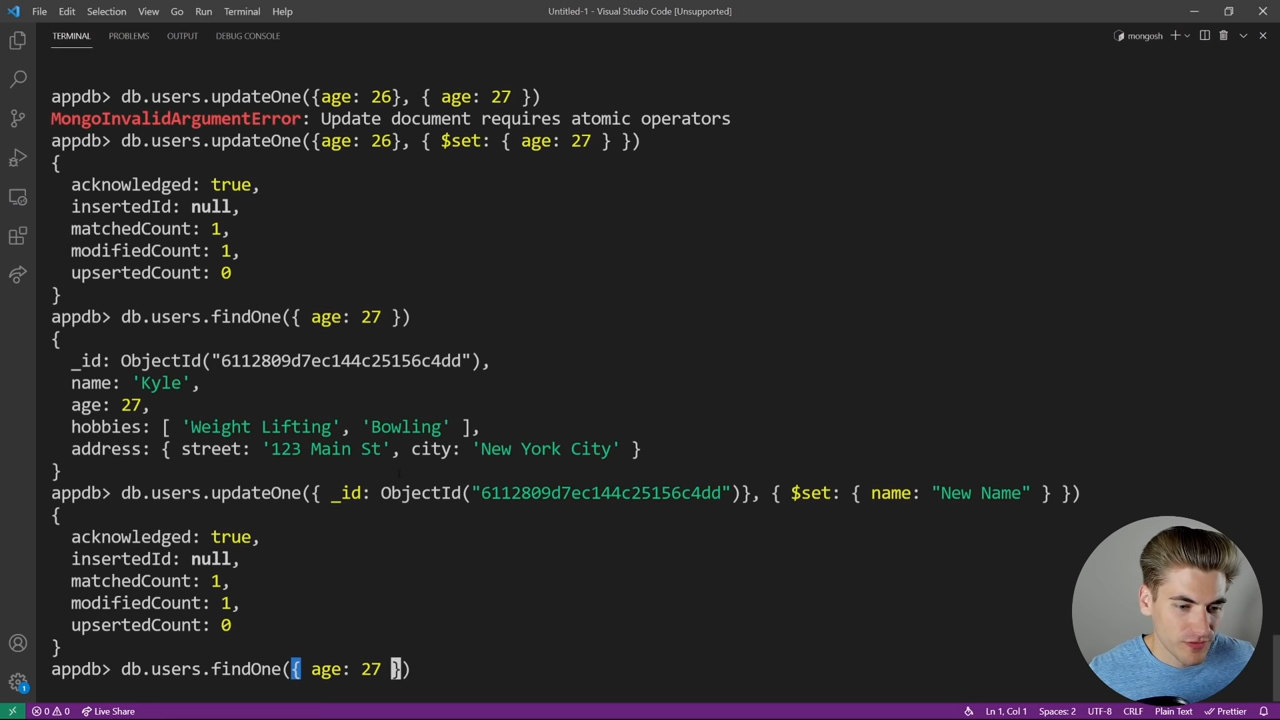 File Edit Selection View Go Run Terminal Help Untitled-1 - Visual Studio Code [Unsupported]
TERMINAL PROBLEMS OUTPUT DEBUG CONSOLE mongosh
appdb> db.users.updateOne({age: 26}, { age: 27 })
MongoInvalidArgumentError: Update document requires atomic operators
appdb> db.users.updateOne({age: 26}, { $set: { age: 27 } })
{
  acknowledged: true,
  insertedId: null,
  matchedCount: 1,
  modifiedCount: 1,
  upsertedCount: 0
}
appdb> db.users.findOne({ age: 27 })
{
  _id: ObjectId("6112809d7ec144c25156c4dd"),
  name: 'Kyle',
  age: 27,
  hobbies: [ 'Weight Lifting', 'Bowling' ],
  address: { street: '123 Main St', city: 'New York City' }
}
appdb> db.users.updateOne({ _id: ObjectId("6112809d7ec144c25156c4dd")}, { $set: { name: "New Name" } })
{
  acknowledged: true,
  insertedId: null,
  matchedCount: 1,
  modifiedCount: 1,
  upsertedCount: 0
}
appdb> db.users.findOne({ age: 27 })
1
0 0 Live Share Ln 1, Col 1 Spaces: 2 UTF-8 CRLF Plain Text Prettier